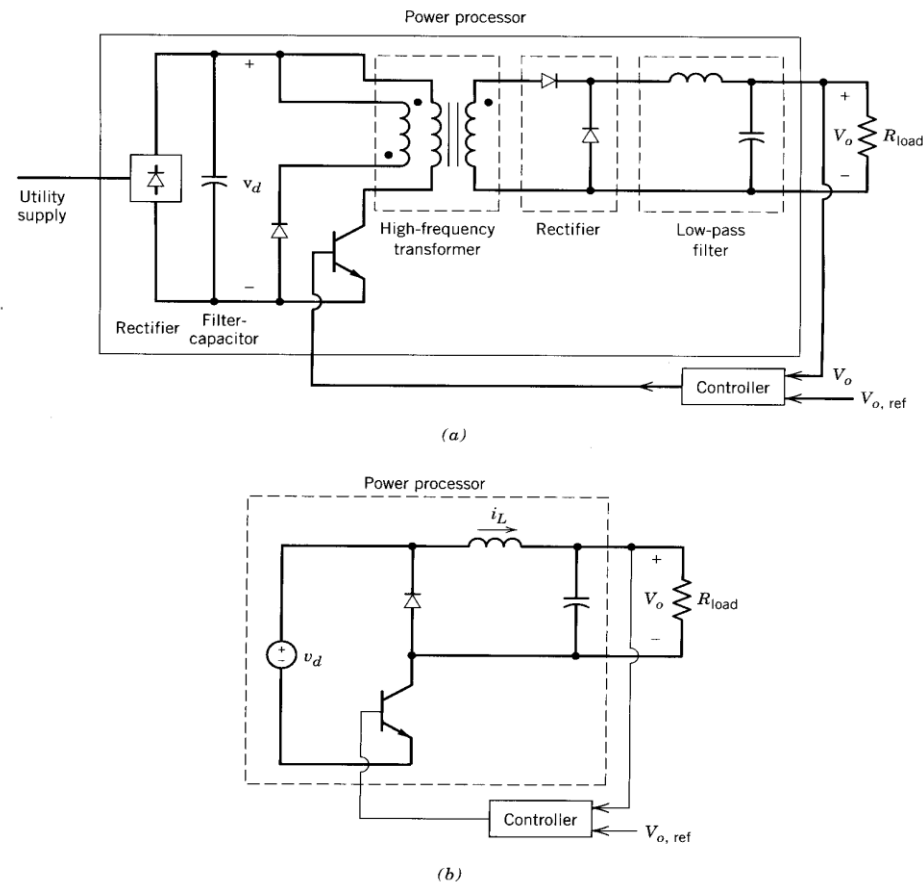 Power processor
+
+
Utility supply
v_d
V_o
R_load
−
−
High-frequency transformer
Rectifier
Low-pass filter
Rectifier
Filter-capacitor
Controller
V_o
V_o, ref
(a)
Power processor
i_L
+
V_o
R_load
+
−
v_d
−
Controller
V_o, ref
(b)